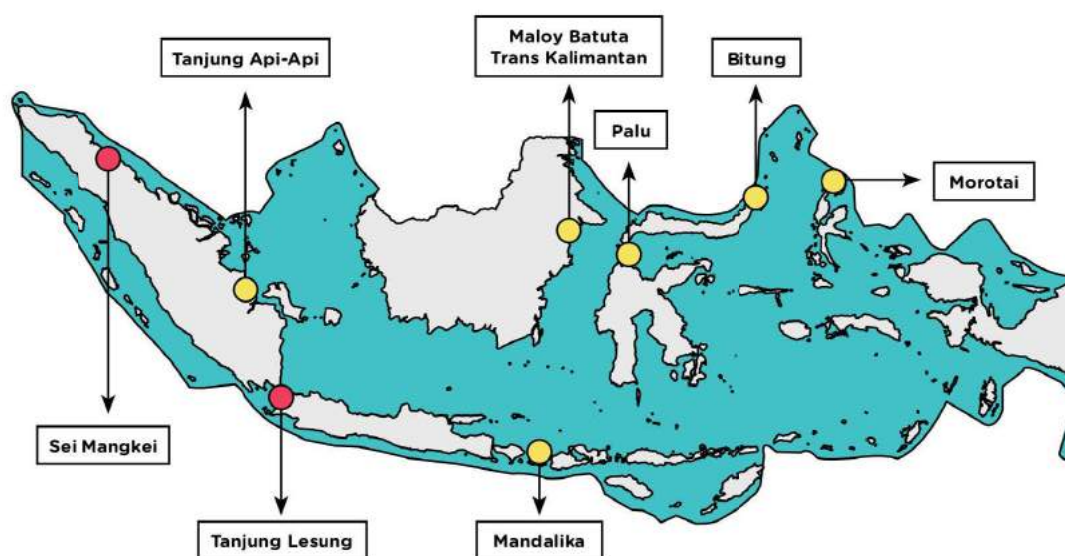 Maloy Batuta
Trans Kalimantan
Tanjung Api-Api
Bitung
Palu
Morotai
Sei Mangkei
Tanjung Lesung
Mandalika